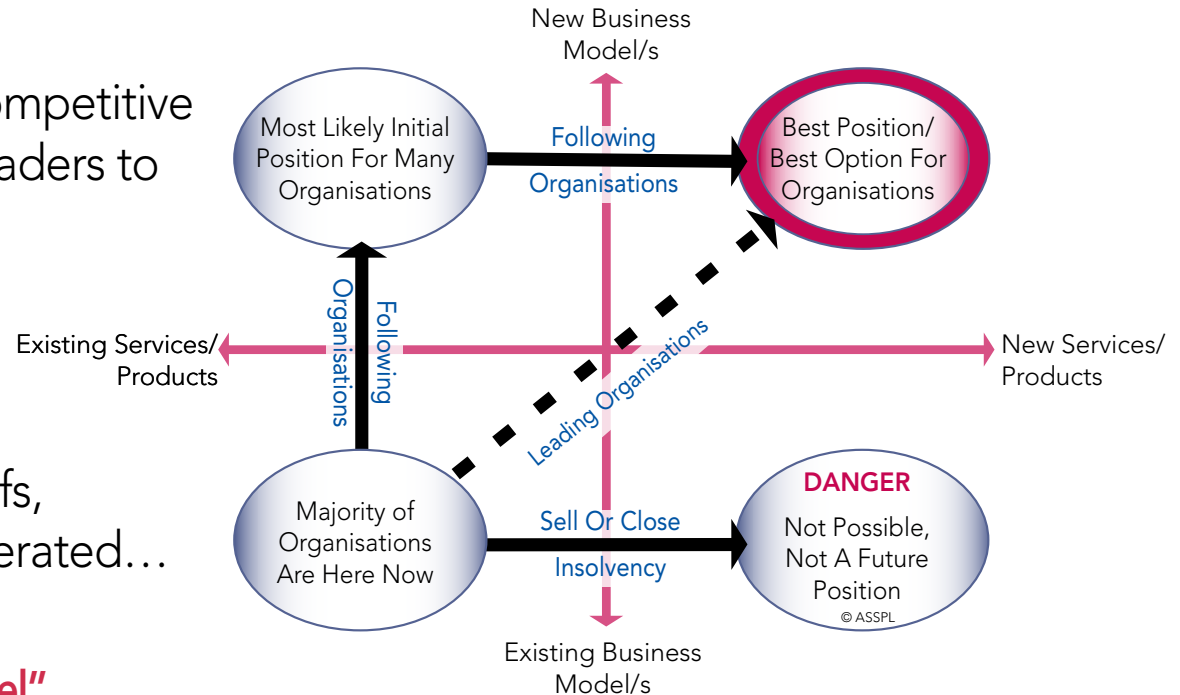 ompetitive
aders to
fs,
erated…
el”
New Business
Model/s
Most Likely Initial
Position For Many
Organisations
Following
Organisations
Best Position/
Best Option For
Organisations
Following
Organisations
Existing Services/
Products
New Services/
Products
Leading Organisations
Majority of
Organisations
Are Here Now
Sell Or Close
Insolvency
DANGER
Not Possible,
Not A Future
Position
© ASSPL
Existing Business
Model/s